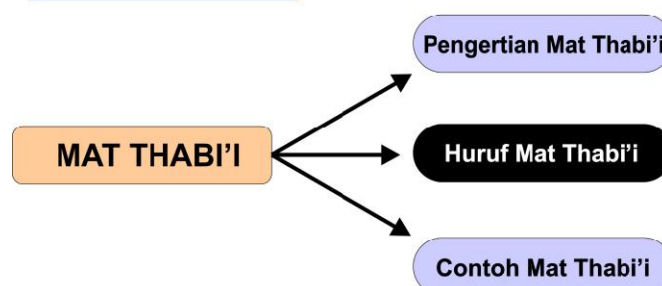 MAT THABI'I
Pengertian Mat Thabi'i
Huruf Mat Thabi'i
Contoh Mat Thabi'i